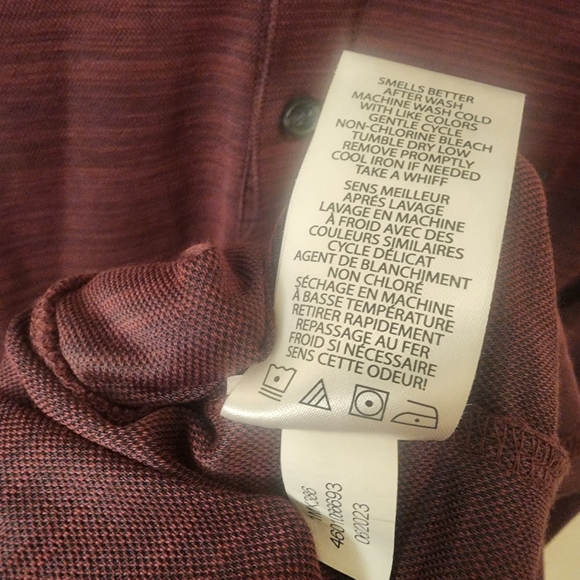 SMELLS BETTER
AFTER WASH
MACHINE WASH COLD
WITH LIKE COLORS
GENTLE CYCLE
NON-CHLORINE BLEACH
TUMBLE DRY LOW
REMOVE PROMPTLY
COOL IRON IF NEEDED
TAKE A WHIFF
SENS MEILLEUR
APRÉS LAVAGE
LAVAGE EN MACHINE
À FROID AVEC DES
COULEURS SIMILAIRES
CYCLE DÉLICAT
AGENT DE BLANCHIMENT
NON CHLORÉ
SÉCHAGE EN MACHINE
À BASSE TEMPÉRATURE
RETIRER RAPIDEMENT
REPASSAGE AU FER
FROID SI NÉCESSAIRE
SENS CETTE ODEUR!
06/2023